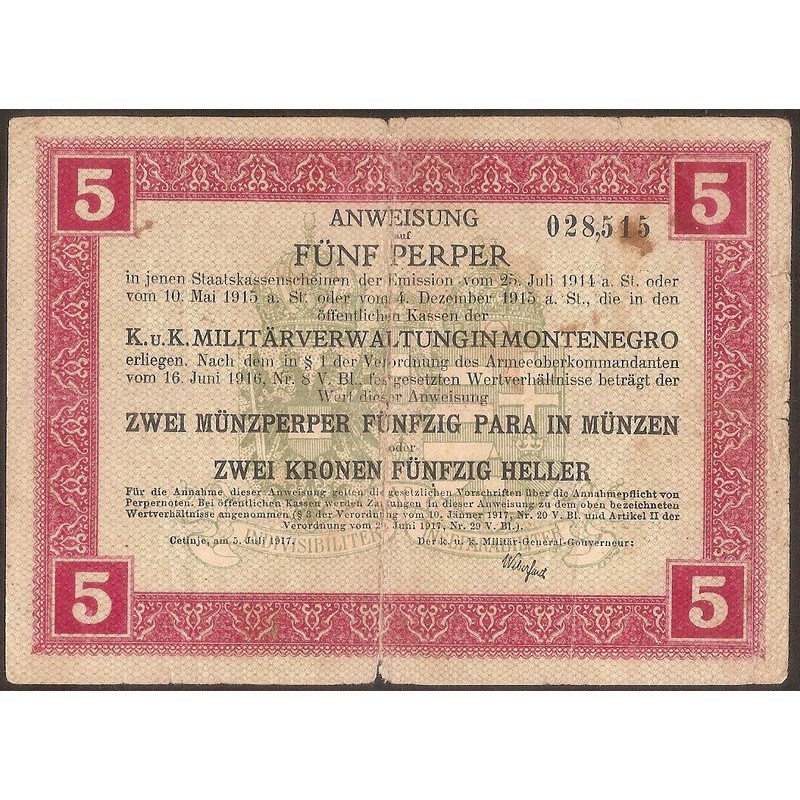 5 5
ANWEISUNG 028,515
auf
FÜNF PERPER
in jenen Staatskassenscheinen der Emission vom 25. Juli 1914 a. St. oder
vom 10. Mai 1915 a. St. oder vom 4. Dezember 1915 a. St., die in den
öffentlichen Kassen der
K.u.K. MILITÄRVERWALTUNG IN MONTENEGRO
erliegen. Nach dem in § 1 der Verordnung des Armeeoberkommandanten
vom 16. Juni 1916, Nr. 8 V. Bl., festgesetzten Wertverhältnisse beträgt der
Wert dieser Anweisung
ZWEI MÜNZPERPER FÜNFZIG PARA IN MÜNZEN
oder
ZWEI KRONEN FÜNFZIG HELLER
Für die Annahme dieser Anweisung gelten die gesetzlichen Vorschriften über die Annahmepflicht von
Perpernoten. Bei öffentlichen Kassen werden Zahlungen in dieser Anweisung zu dem oben bezeichneten
Wertverhältnis angenommen (§ 3 der Verordnung vom 10. Jänner 1917, Nr. 20 V. Bl. und Artikel II der
Verordnung vom 2 Juni 1917, Nr. 29 V. Bl.).
Cetinje, am 5. Juli 1917. Der k. u. k. Militär-General-Gouverneur:
5 5